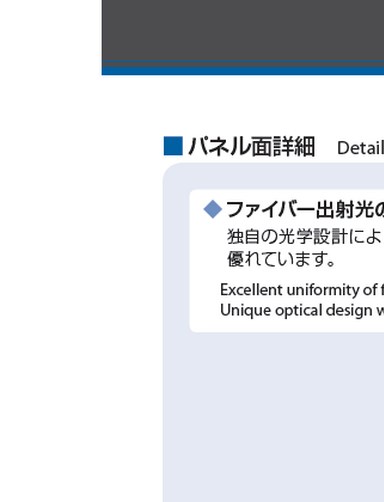 ■パネル面詳細 Detail
◆ファイバー出射光の
独自の光学設計によ
優れています。
Excellent uniformity of f
Unique optical design w